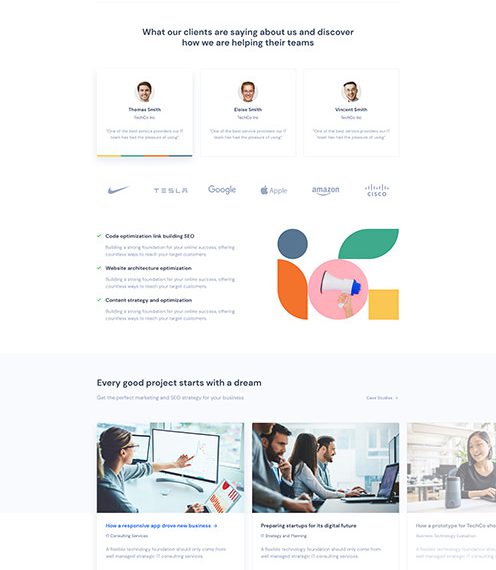 What our clients are saying about us and discover
how we are helping their teams
Thomas Smith
Eloise Smith
Vincent Smith
TechCo Inc
TechCo Inc
TechCo Inc
"One of the best service providers our IT
team has had the pleasure of using!"
"One of the best service providers our IT
team has had the pleasure of using!"
"One of the best service providers our IT
team has had the pleasure of using!"
TESLA
Google
Apple
amazon
CISCO
Code optimization link building SEO
Building a strong foundation for your online success, offering
countless ways to reach your target customers.
Website architecture optimization
Building a strong foundation for your online success, offering
countless ways to reach your target customers.
Content strategy and optimization
Building a strong foundation for your online success, offering
countless ways to reach your target customers.
Every good project starts with a dream
Get the perfect marketing and SEO strategy for your business
Case Studies
How a responsive app drove new business
IT Consulting Services
A flexible technology foundation should only come from
well managed strategic IT consulting services.
Preparing startups for its digital future
IT Strategy and Planning
A flexible technology foundation should only come from
well managed strategic IT consulting services.
How a prototype for TechCo sho
Business Technology Evaluation
A flexible technology foundation
well managed strategic IT consul